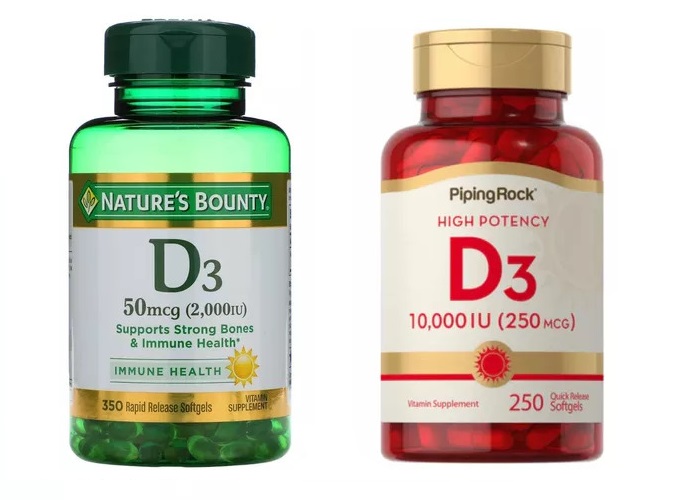 NATURE'S BOUNTY
D3
50mcg (2,000IU)
Supports Strong Bones
& Immune Health*
IMMUNE HEALTH
350 Rapid Release Softgels
VITAMIN
SUPPLEMENT
PipingRock®
HIGH POTENCY
D3
10,000 IU (250 MCG)
Vitamin Supplement
250 Quick Release
Softgels